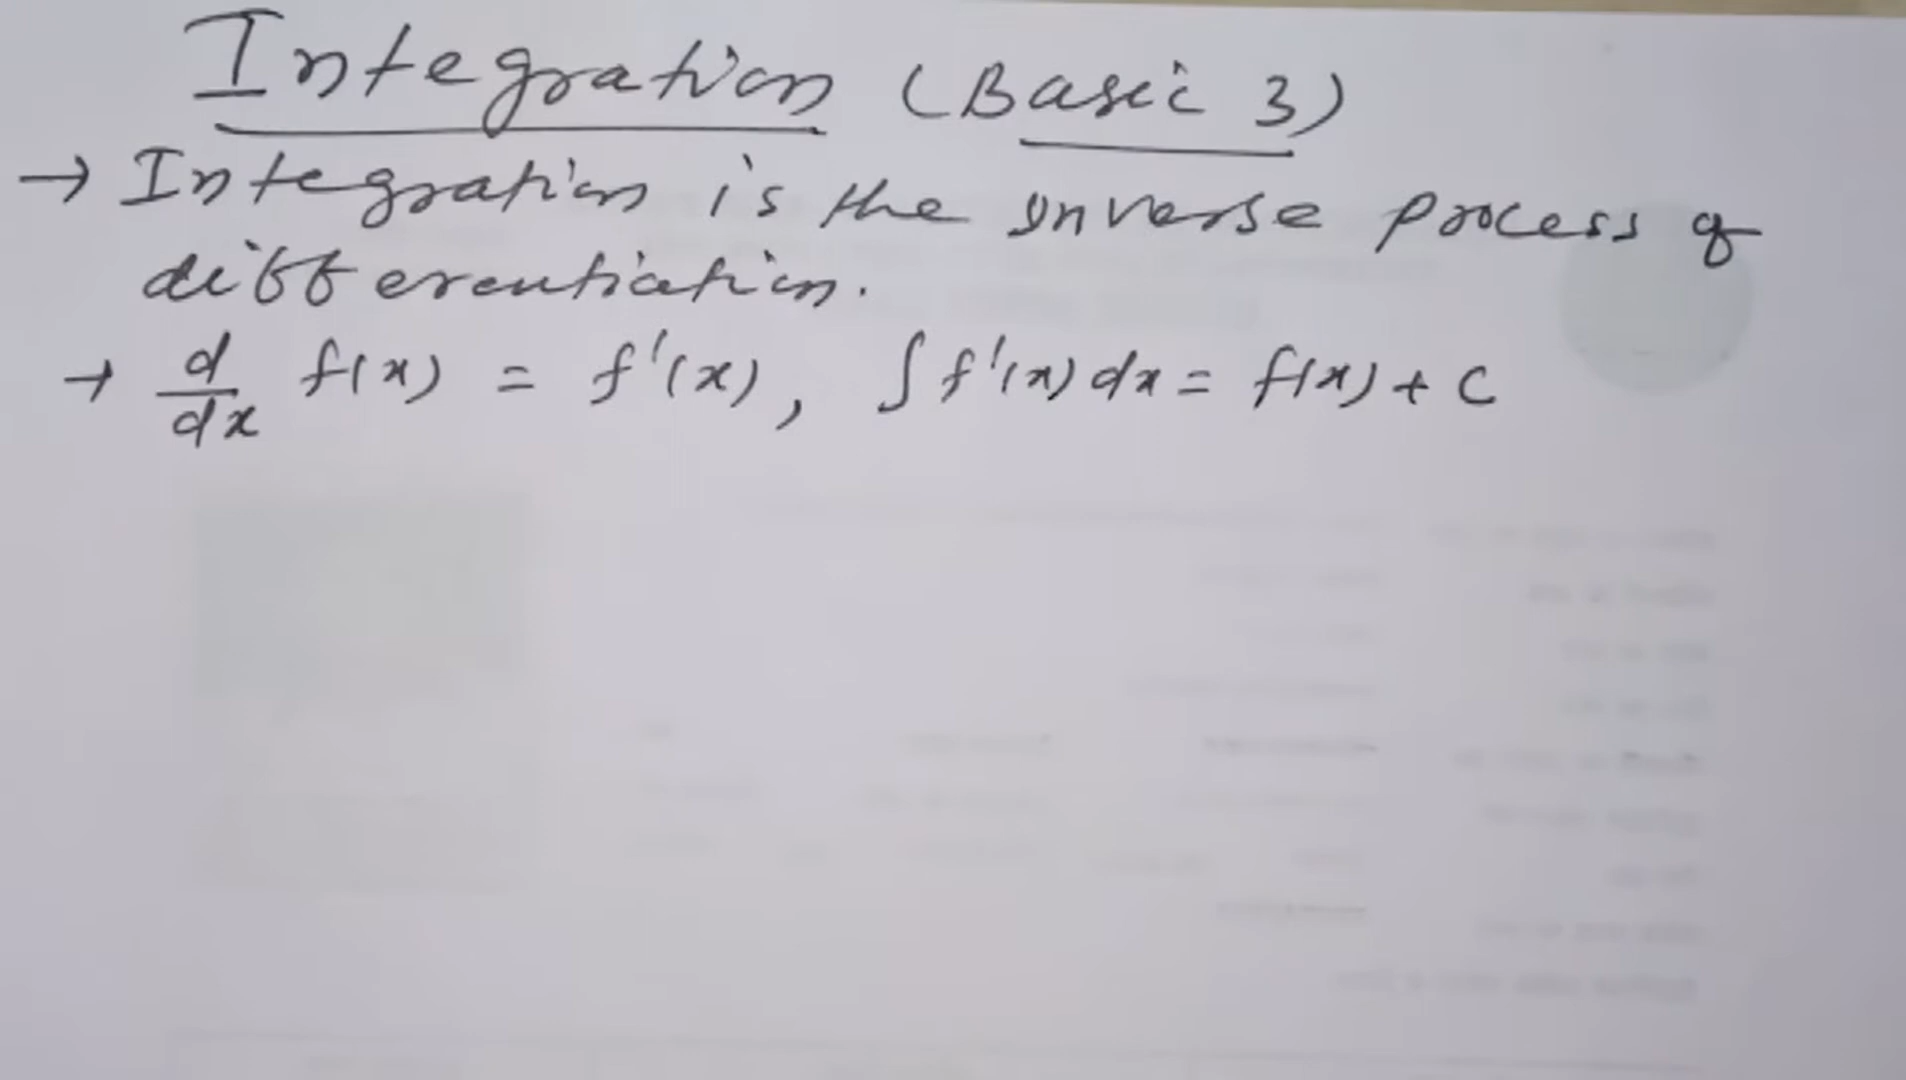 Integration (Basic 3)
→ Integration is the inverse process of
differentiation.
→ d/dx f(x) = f'(x), ∫ f'(x) dx = f(x) + c